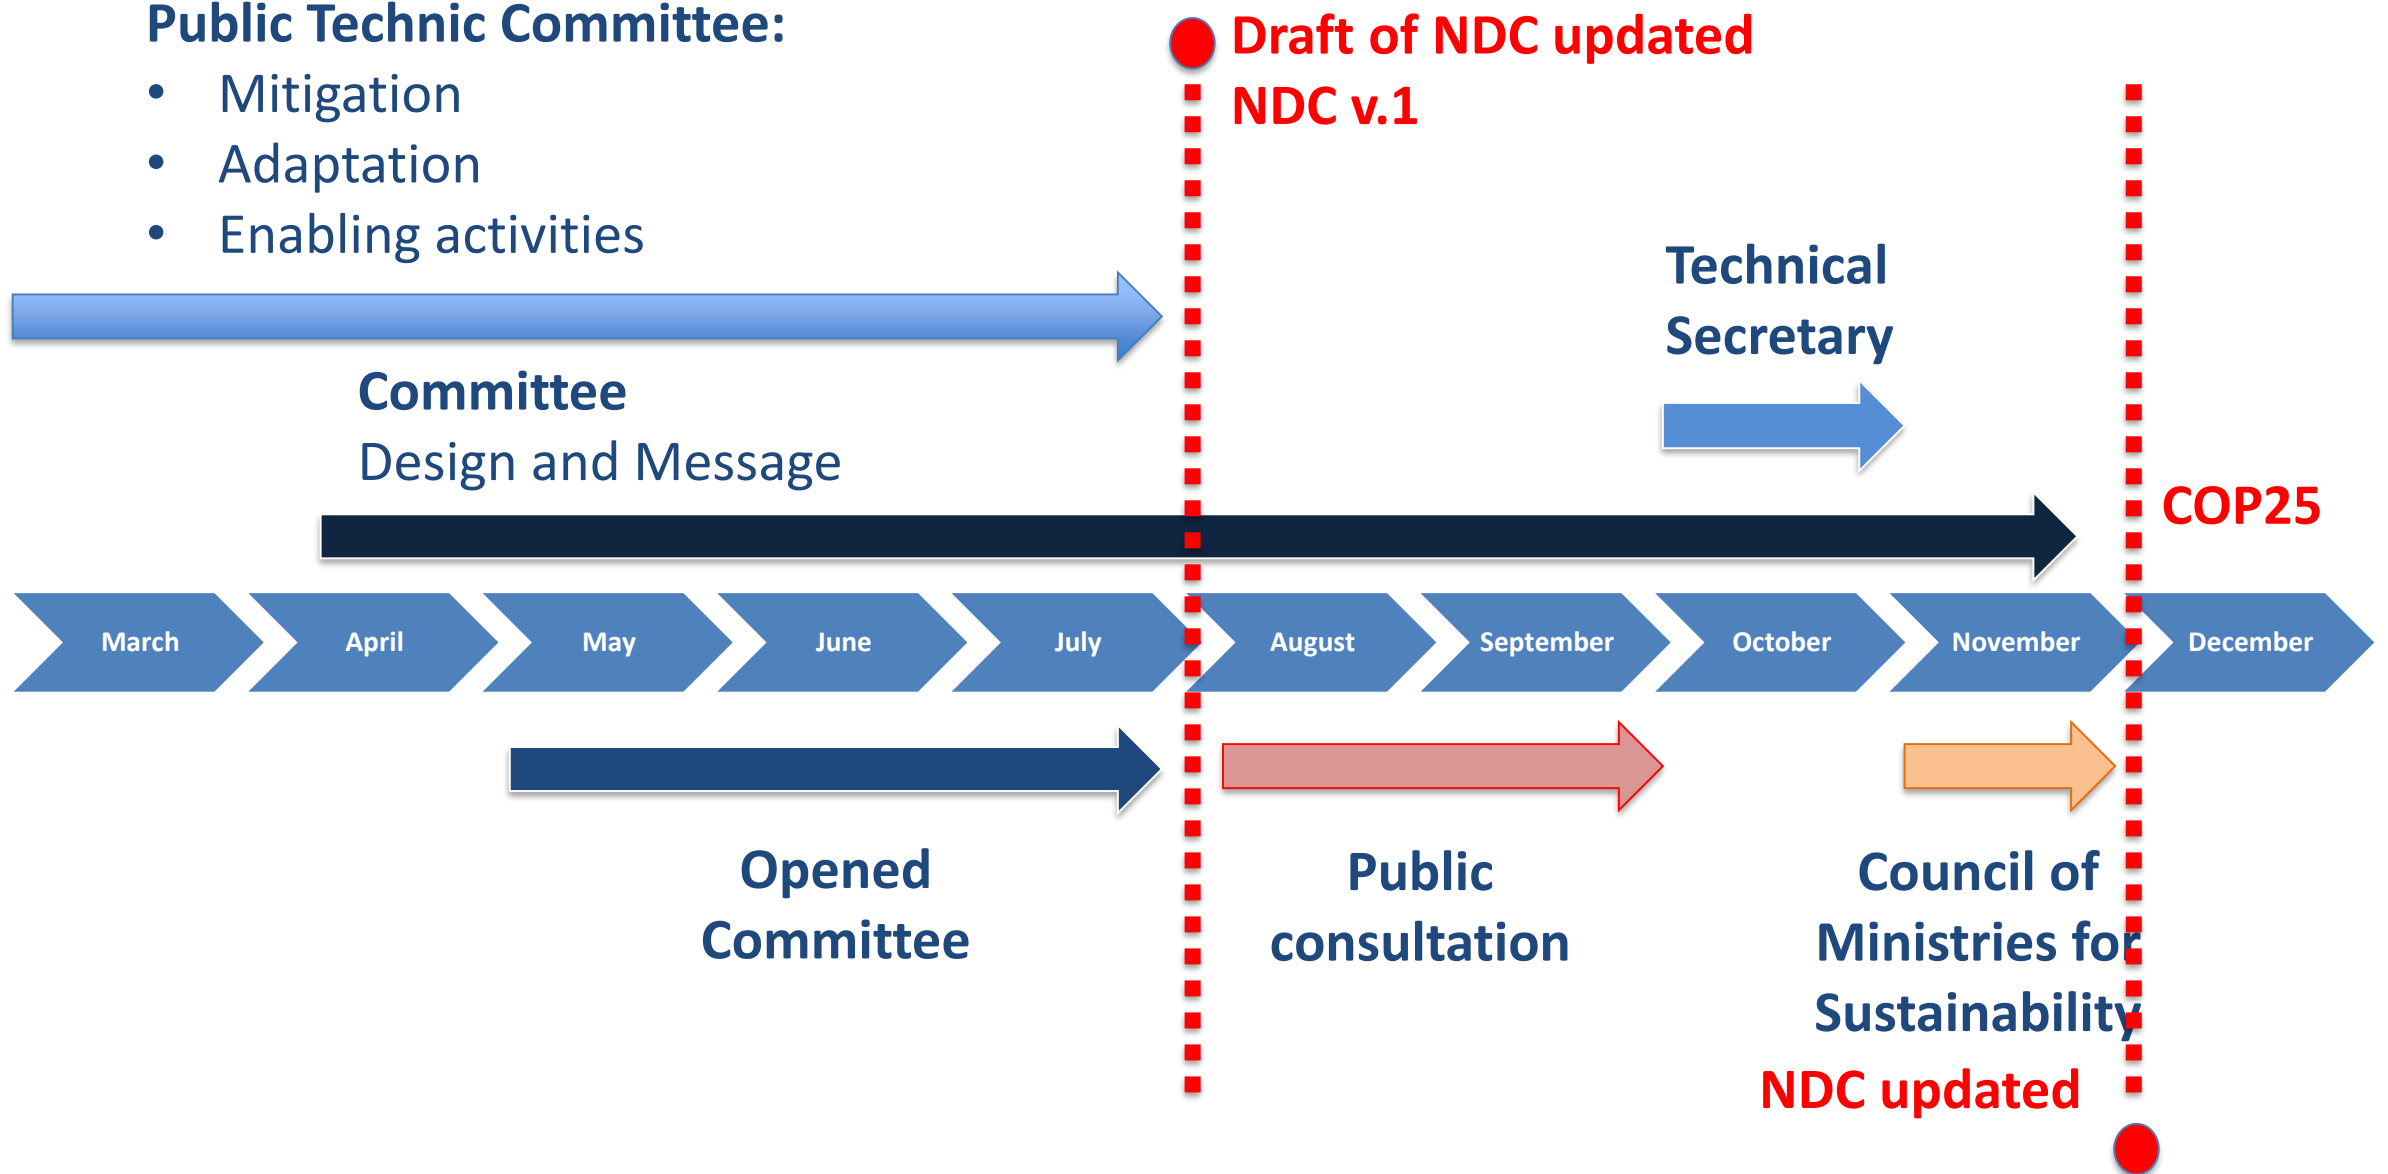 Public Technic Committee:
• Mitigation
• Adaptation
• Enabling activities
Draft of NDC updated
NDC v.1
Technical
Secretary
Committee
Design and Message
COP25
March
April
May
June
July
August
September
October
November
December
Opened
Committee
Public
consultation
Council of
Ministries for
Sustainability
NDC updated